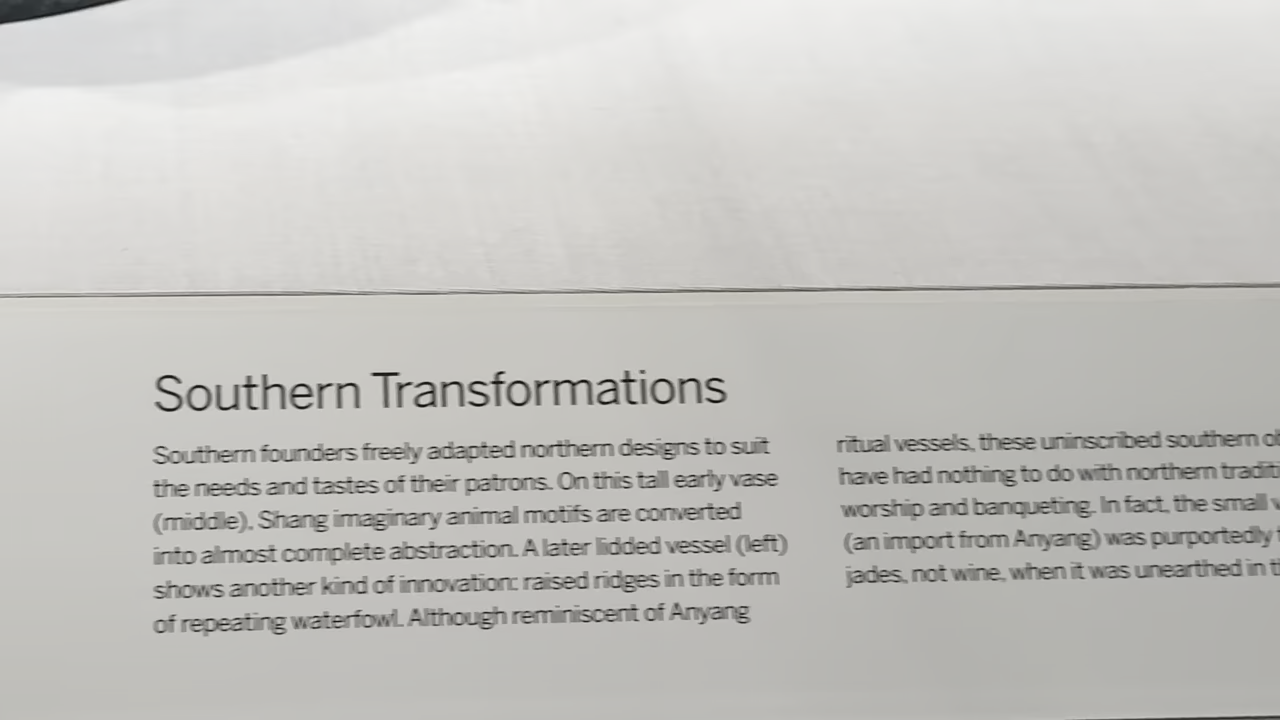 Southern Transformations
Southern founders freely adapted northern designs to suit
the needs and tastes of their patrons. On this tall early vase
(middle), Shang imaginary animal motifs are converted
into almost complete abstraction. A later lidded vessel (left)
shows another kind of innovation: raised ridges in the form
of repeating waterfowl. Although reminiscent of Anyang
ritual vessels, these uninscribed southern
have had nothing to do with northern
worship and banqueting. In fact, the small
(an import from Anyang) was purportedly
jades, not wine, when it was unearthed in